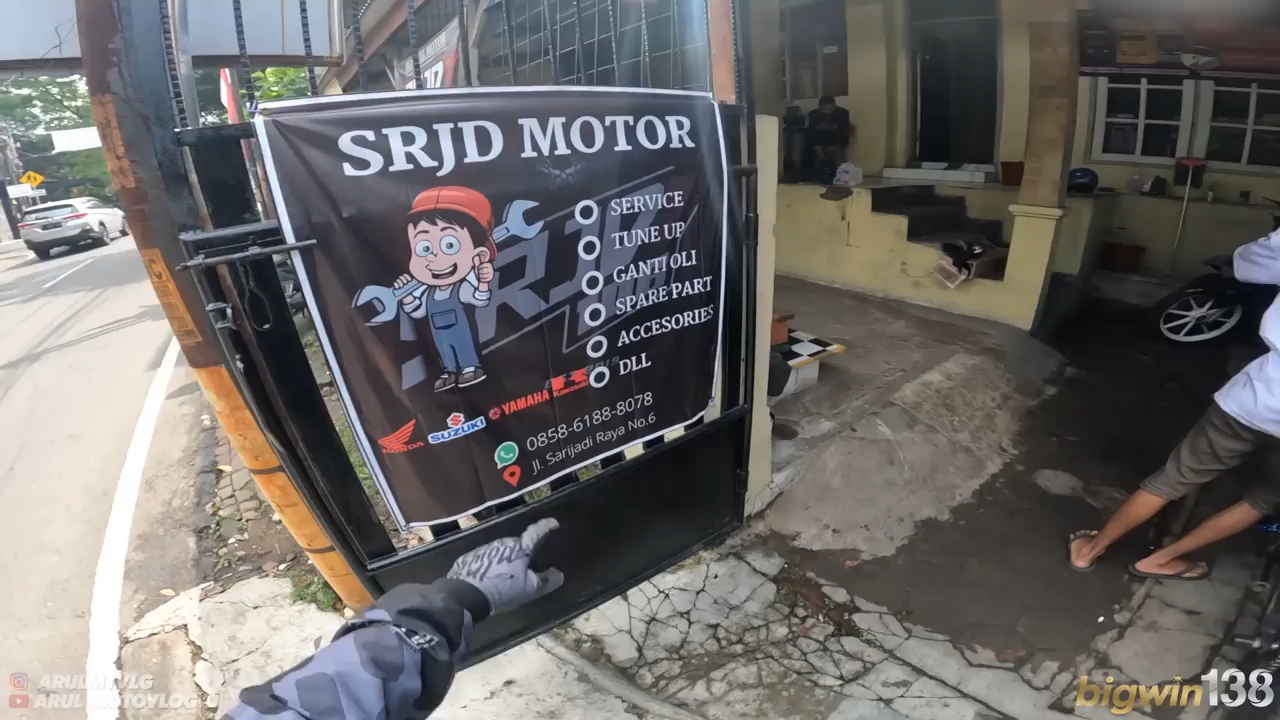 SRJD MOTOR
SERVICE
TUNE UP
GANTI OLI
SPARE PART
ACCESORIES
DLL
HONDA
SUZUKI
YAMAHA
Kawasaki
0858-6188-8078
Jl. Sarijadi Raya No.6
ARULMTVLG
ARUL MOTOVLOG
bigwin138